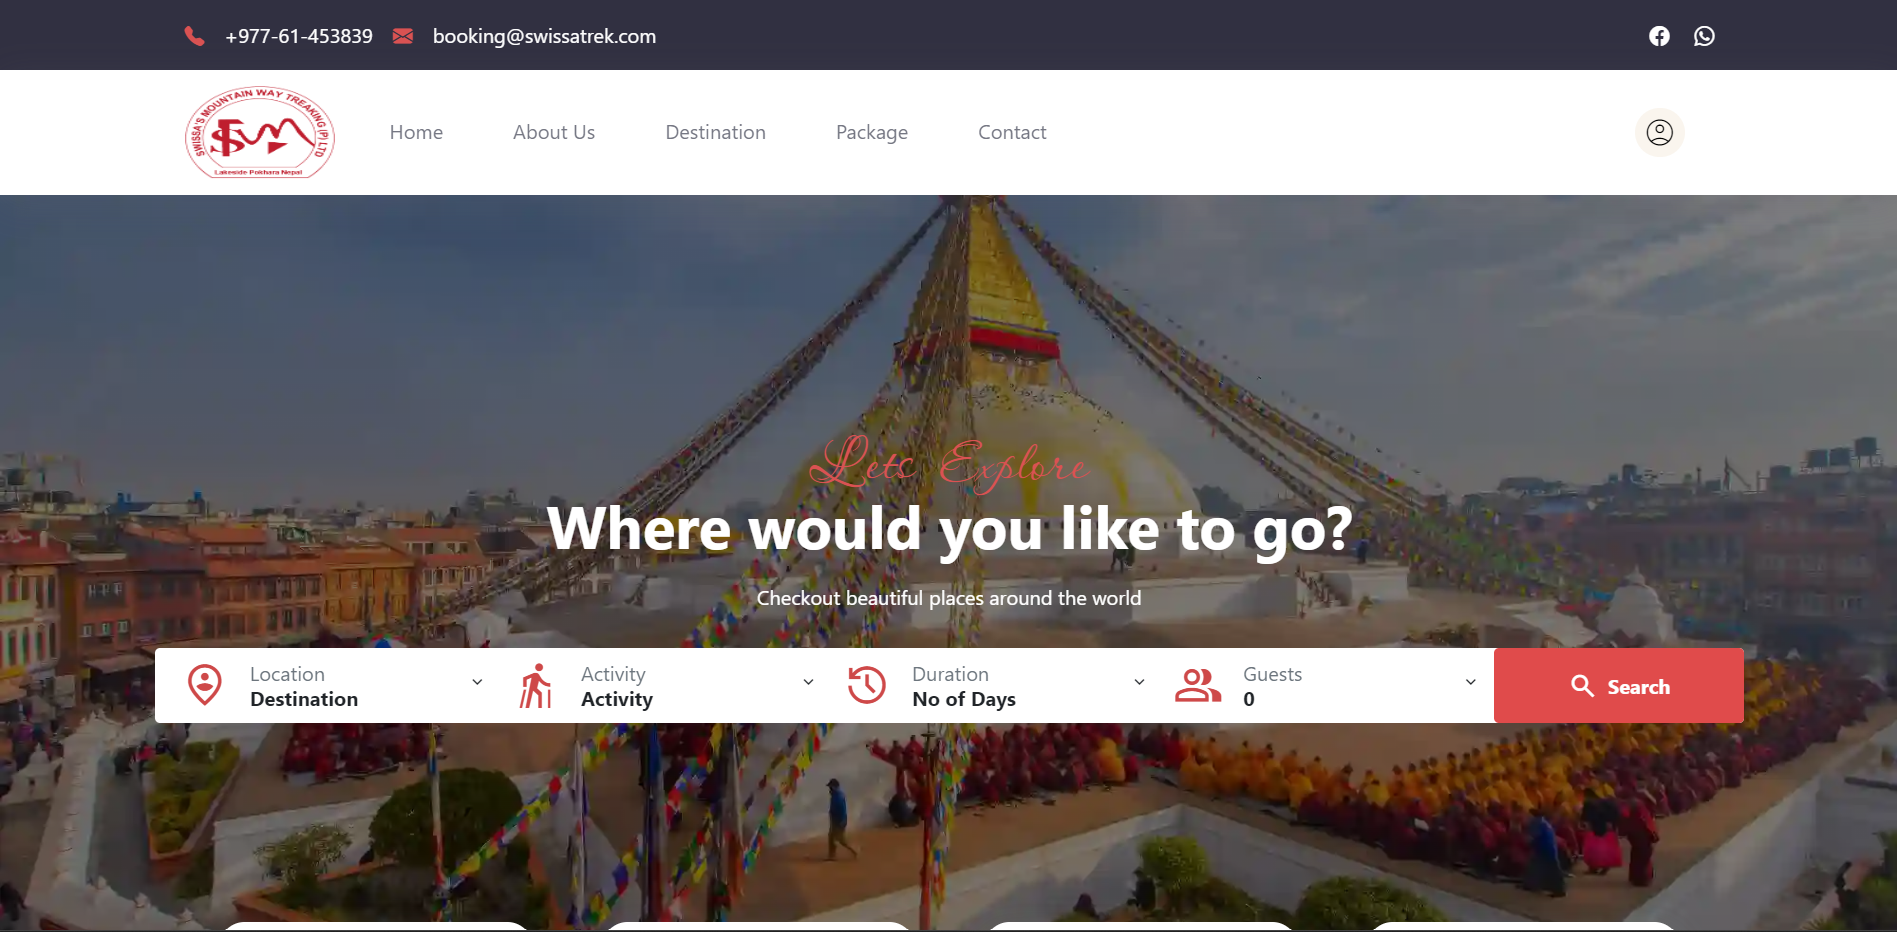 +977-61-453839 booking@swissatrek.com
SWISSA'S MOUNTAIN WAY TREAKING (P) LTD
Lakeside Pokhara Nepal
Home About Us Destination Package Contact
Lets Explore
Where would you like to go?
Checkout beautiful places around the world
Location Activity Duration Guests
Destination Activity No of Days 0
Search